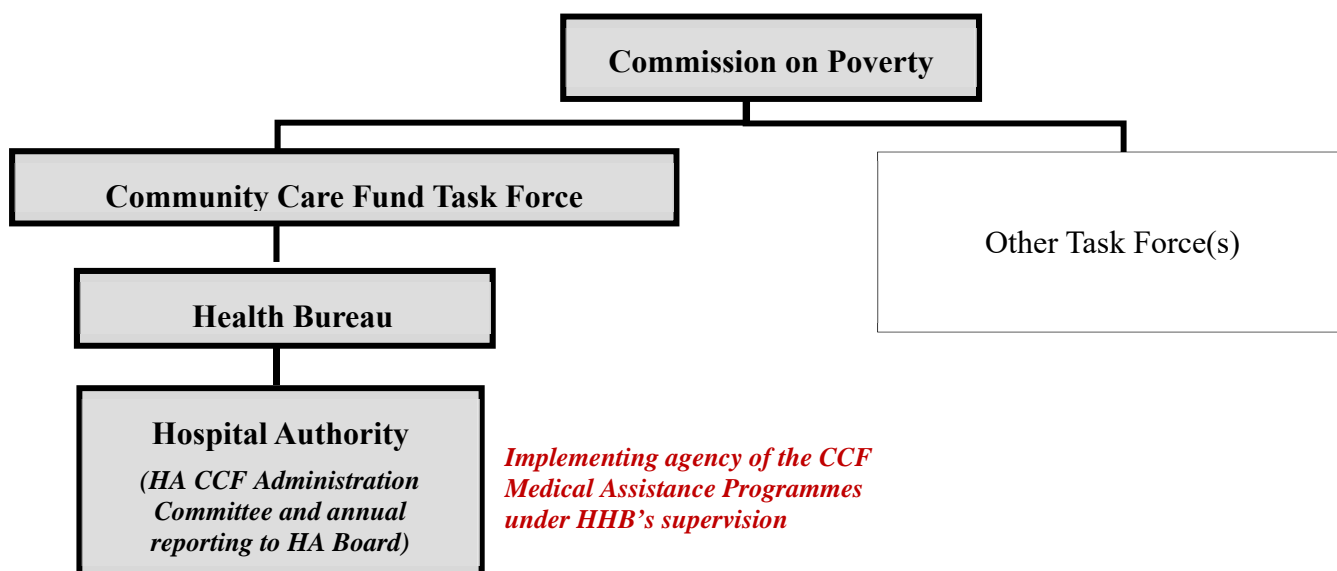 Commission on Poverty
Community Care Fund Task Force
Other Task Force(s)
Health Bureau
Hospital Authority
(HA CCF Administration
Committee and annual
reporting to HA Board)
Implementing agency of the CCF
Medical Assistance Programmes
under HHB’s supervision